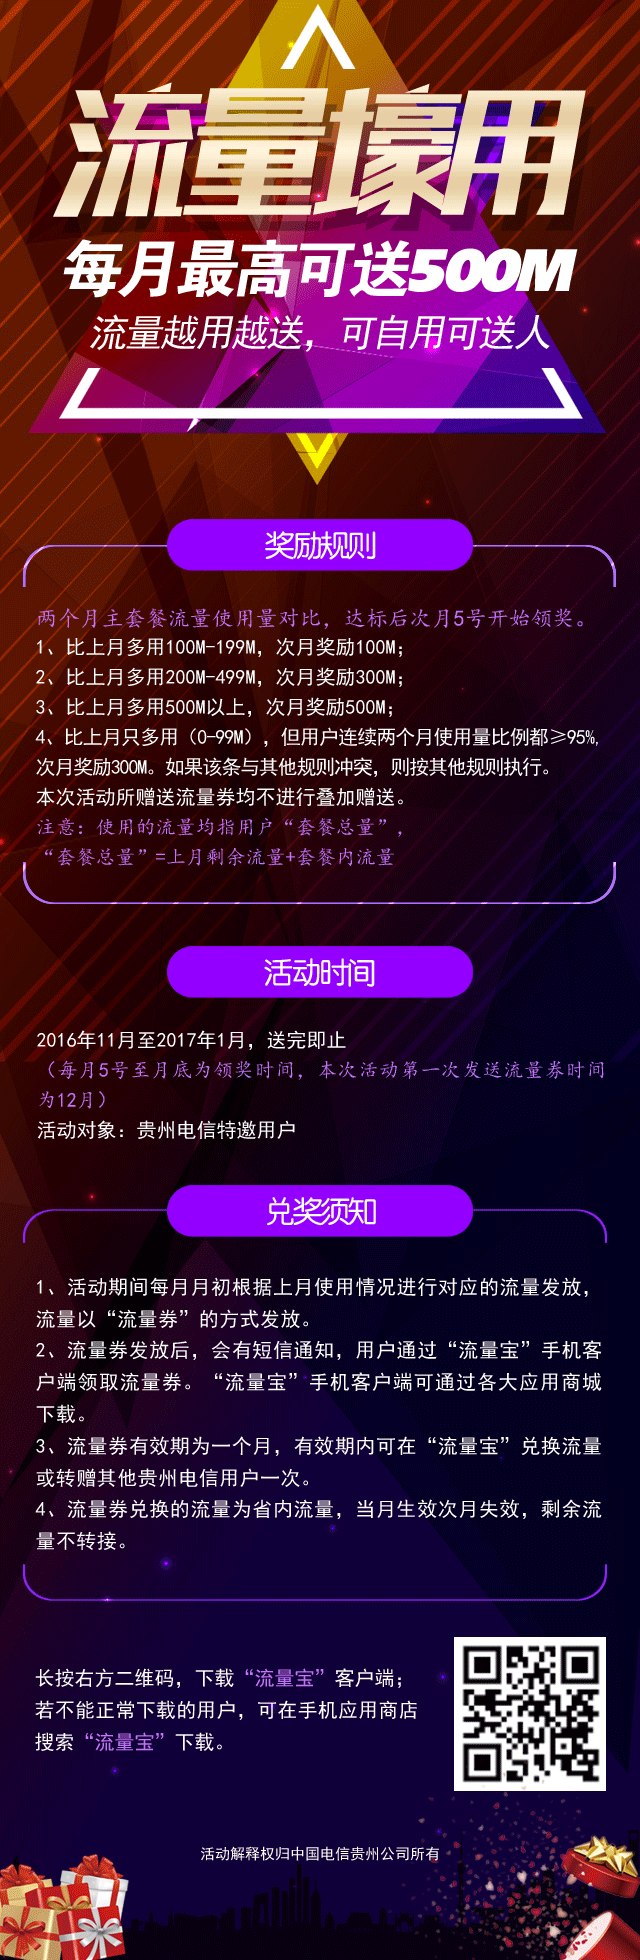 流量壕用
每月最高可送500M
流量越用越送，可自用可送人
奖励规则
两个月主套餐流量使用量对比，达标后次月5号开始领奖。
1、比上月多用100M-199M，次月奖励100M；
2、比上月多用200M-499M，次月奖励300M；
3、比上月多用500M以上，次月奖励500M；
4、比上月只多用（0-99M），但用户连续两个月使用量比例都≥95%，
次月奖励300M。如果该条与其他规则冲突，则按其他规则执行。
本次活动所赠送流量券均不进行叠加赠送。
注意：使用的流量均指用户“套餐总量”，
“套餐总量”=上月剩余流量+套餐内流量
活动时间
2016年11月至2017年1月，送完即止
（每月5号至月底为领奖时间，本次活动第一次发送流量券时间
为12月）
活动对象：贵州电信特邀用户
兑奖须知
1、活动期间每月月初根据上月使用情况进行对应的流量发放，
流量以“流量券”的方式发放。
2、流量券发放后，会有短信通知，用户通过“流量宝”手机客
户端领取流量券。“流量宝”手机客户端可通过各大应用商城
下载。
3、流量券有效期为一个月，有效期内可在“流量宝”兑换流量
或转赠其他贵州电信用户一次。
4、流量券兑换的流量为省内流量，当月生效次月失效，剩余流
量不转接。
长按右方二维码，下载“流量宝”客户端；
若不能正常下载的用户，可在手机应用商店
搜索“流量宝”下载。
活动解释权归中国电信贵州公司所有